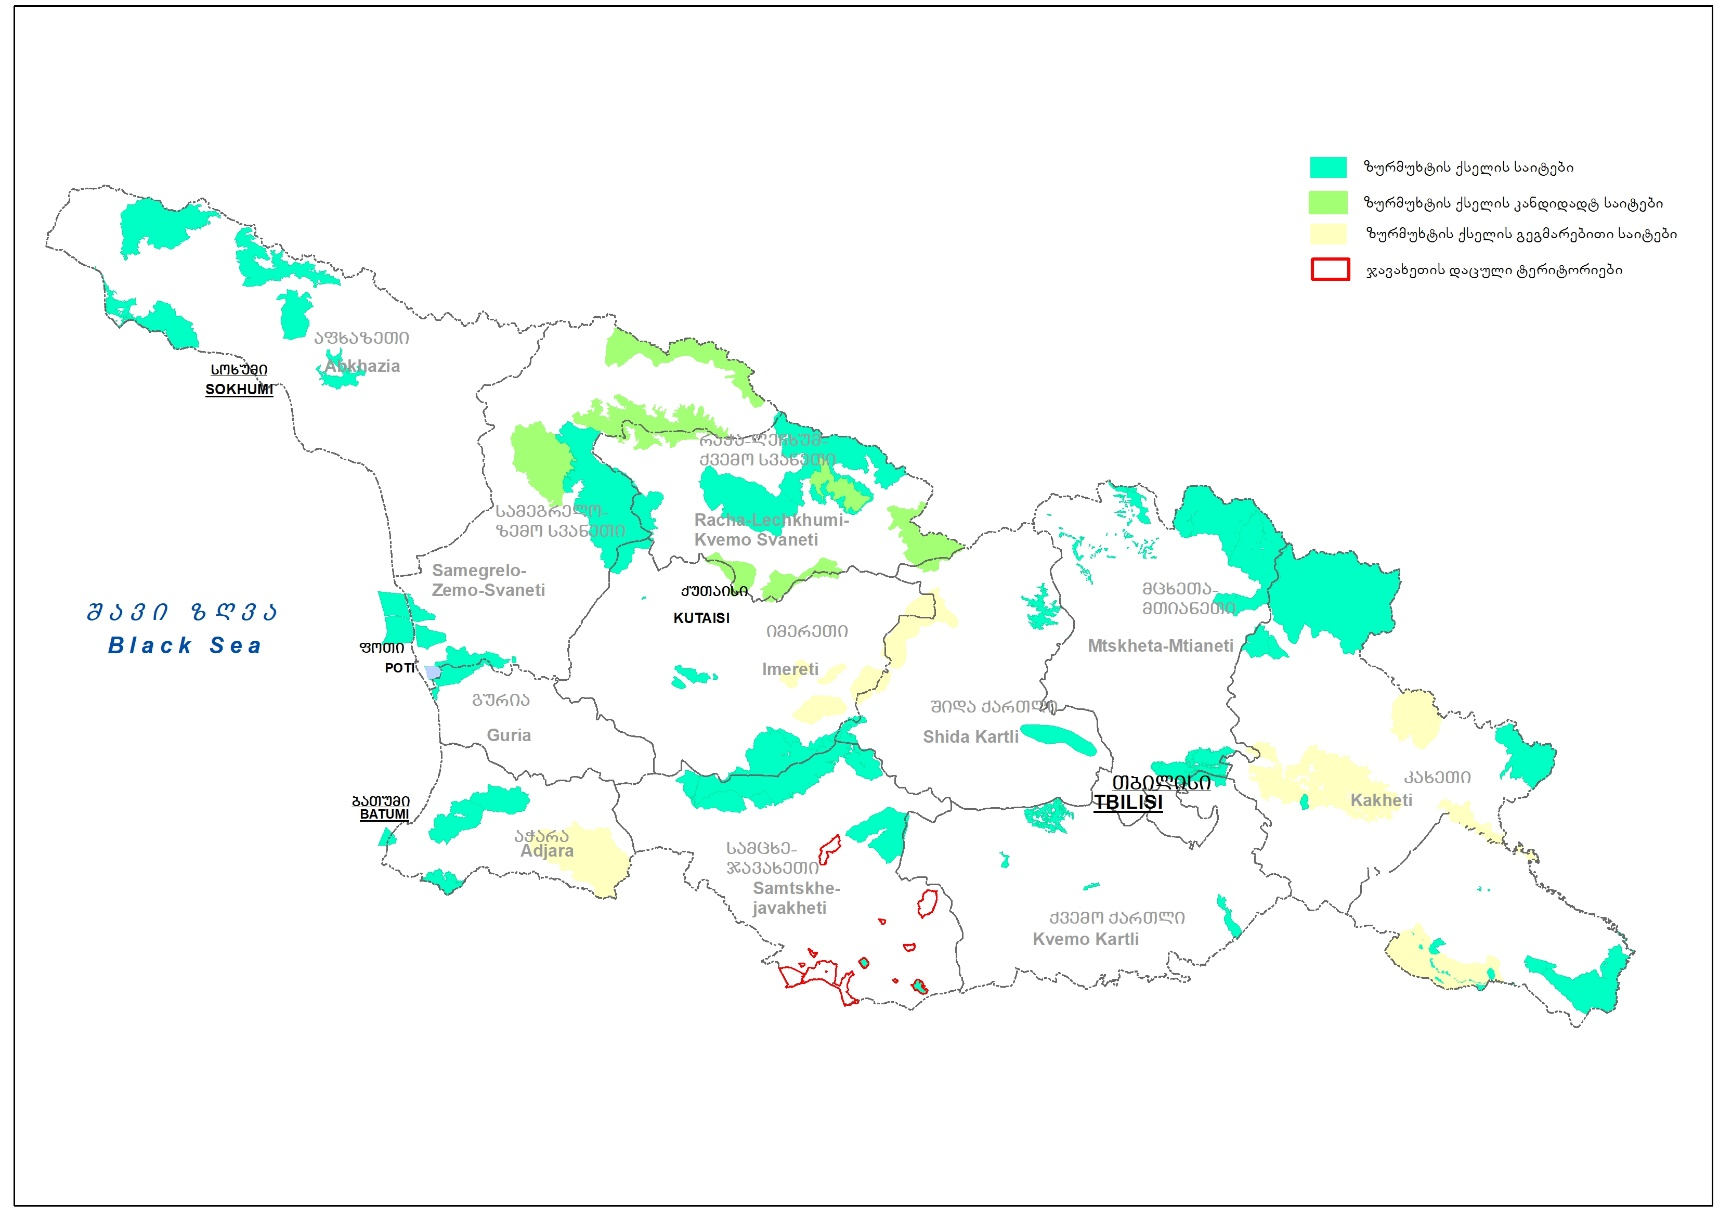 ზურმუხტის ქსელის საიტები
ზურმუხტის ქსელის კანდიდადტ საიტები
ზურმუხტის ქსელის გეგმარებითი საიტები
ჯავახეთის დაცული ტერიტორიები
აფხაზეთი
Abkhazia
სოხუმი
SOKHUMI
რაჭა-ლეჩხუმ-
ქვემო სვანეთი
Racha-Lechkhumi-
Kvemo Svaneti
სამეგრელო-
ზემო სვანეთი
Samegrelo-
Zemo-Svaneti
შავი ზღვა
Black Sea
ქუთაისი
KUTAISI
მცხეთა-
მთიანეთი
Mtskheta-Mtianeti
იმერეთი
Imereti
ფოთი
POTI
გურია
Guria
შიდა ქართლი
Shida Kartli
თბილისი
TBILISI
კახეთი
Kakheti
ბათუმი
BATUMI
აჭარა
Adjara
სამცხე-
ჯავახეთი
Samtskhe-
javakheti
ქვემო ქართლი
Kvemo Kartli